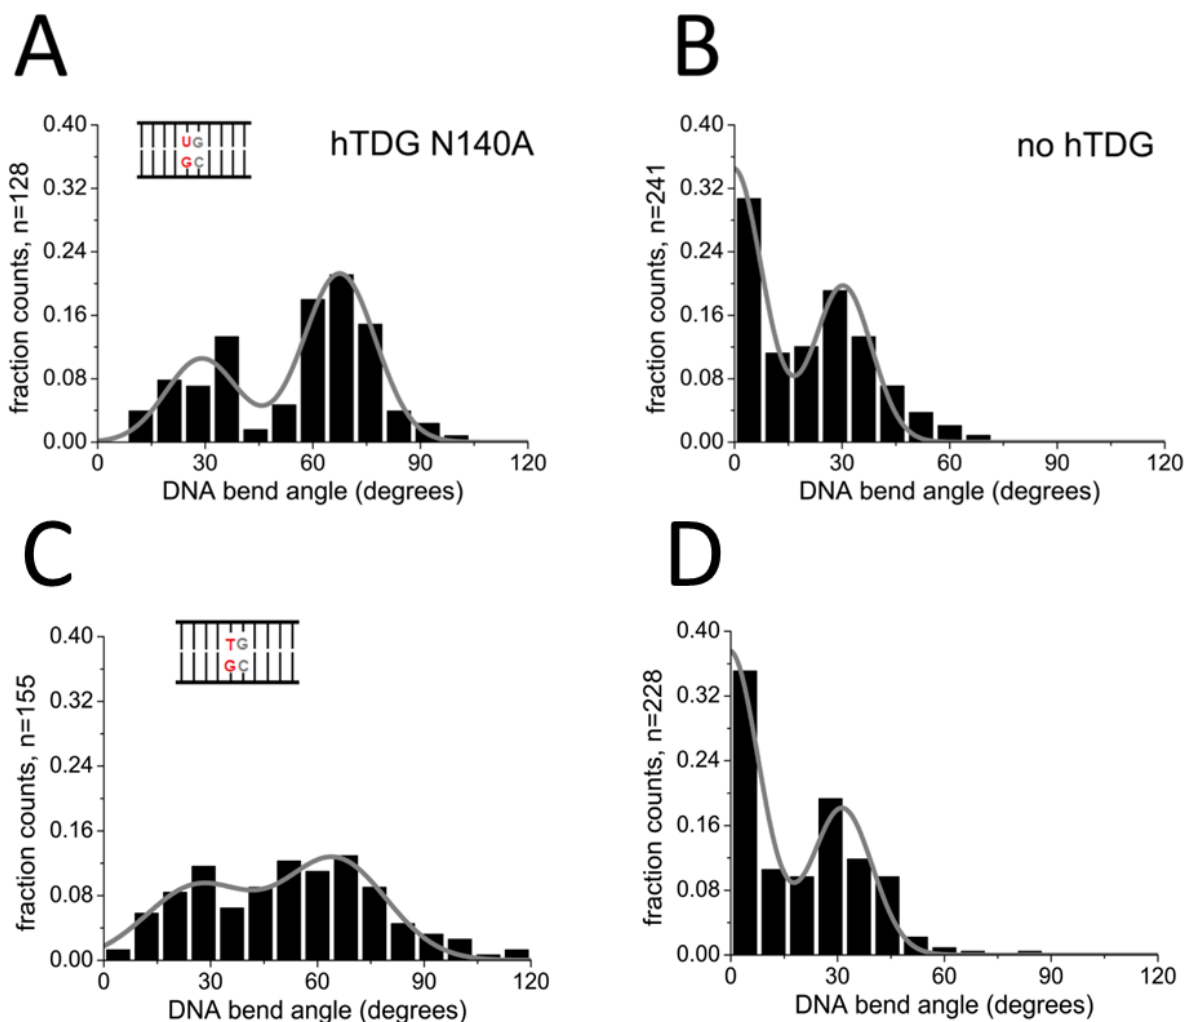 A
B
hTDG N140A
no hTDG
UG
GC
fraction counts, n=128
0.40
0.32
0.24
0.16
0.08
0.00
0
30
60
90
120
DNA bend angle (degrees)
fraction counts, n=241
0.40
0.32
0.24
0.16
0.08
0.00
0
30
60
90
120
DNA bend angle (degrees)
C
D
TG
GC
fraction counts, n=155
0.40
0.32
0.24
0.16
0.08
0.00
0
30
60
90
120
DNA bend angle (degrees)
fraction counts, n=228
0.40
0.32
0.24
0.16
0.08
0.00
0
30
60
90
120
DNA bend angle (degrees)